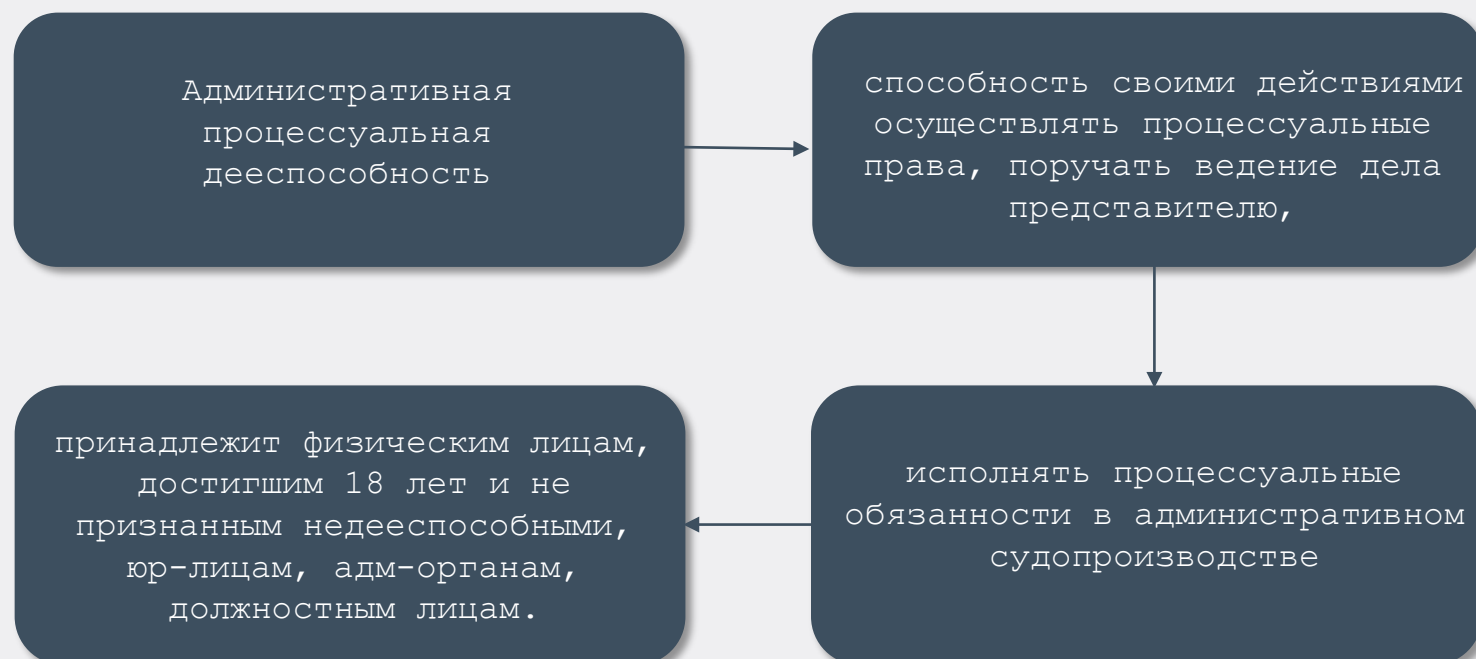 Административная
процессуальная
дееспособность
способность своими действиями
осуществлять процессуальные
права, поручать ведение дела
представителю,
исполнять процессуальные
обязанности в административном
судопроизводстве
принадлежит физическим лицам,
достигшим 18 лет и не
признанным недееспособными,
юр-лицам, адм-органам,
должностным лицам.